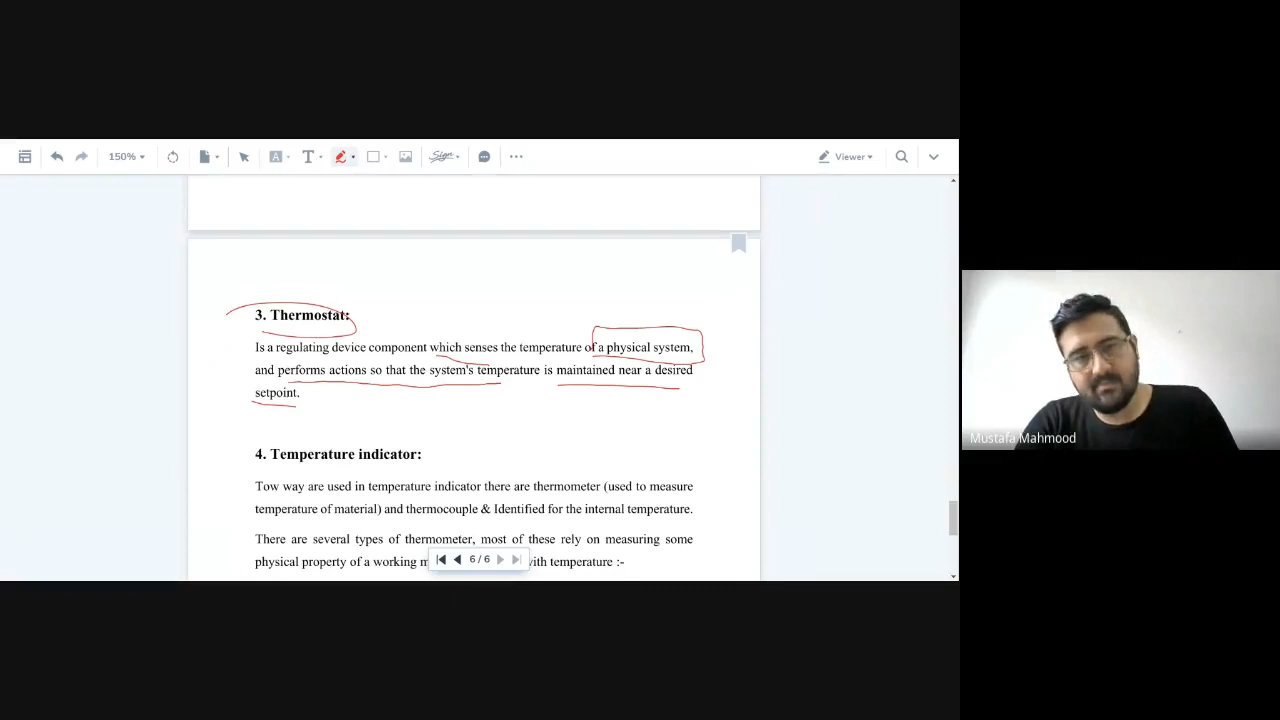 150%
T
Sign
Viewer
3. Thermostat:
Is a regulating device component which senses the temperature of a physical system,
and performs actions so that the system's temperature is maintained near a desired
setpoint.
4. Temperature indicator:
Tow way are used in temperature indicator there are thermometer (used to measure
temperature of material) and thermocouple & Identified for the internal temperature.
There are several types of thermometer, most of these rely on measuring some
physical property of a working with temperature :-
6 / 6
Mustafa Mahmood